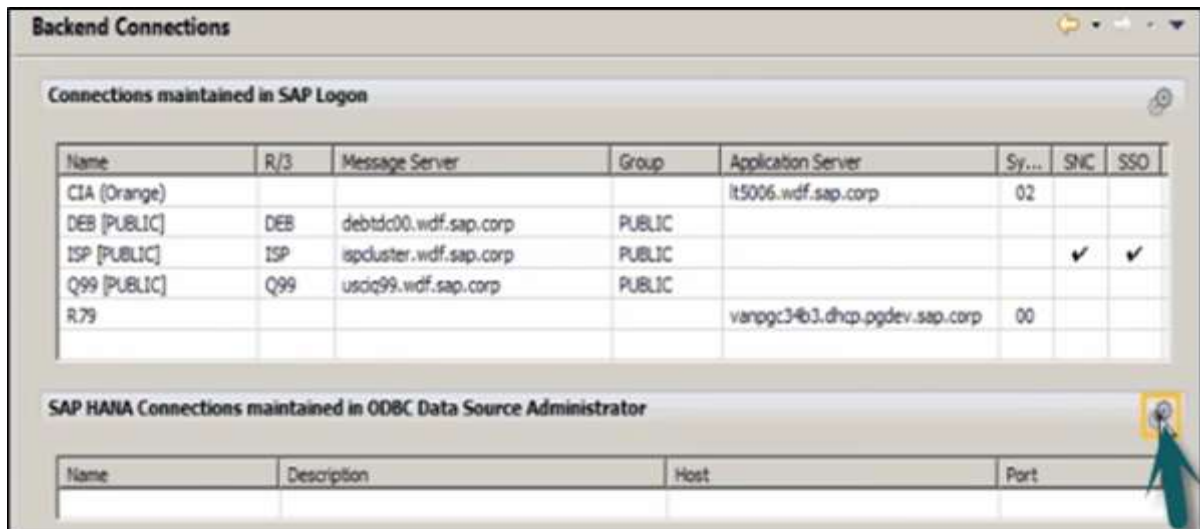 Backend Connections
Connections maintained in SAP Logon
Name R/3 Message Server Group Application Server Sy... SNC SSO
CIA (Orange) lt5006.wdf.sap.corp 02
DEB [PUBLIC] DEB debtdc00.wdf.sap.corp PUBLIC
ISP [PUBLIC] ISP ispcluster.wdf.sap.corp PUBLIC ✔ ✔
Q99 [PUBLIC] Q99 usciq99.wdf.sap.corp PUBLIC
R79 vanpgc34b3.dhcp.pgdev.sap.corp 00
SAP HANA Connections maintained in ODBC Data Source Administrator
Name Description Host Port